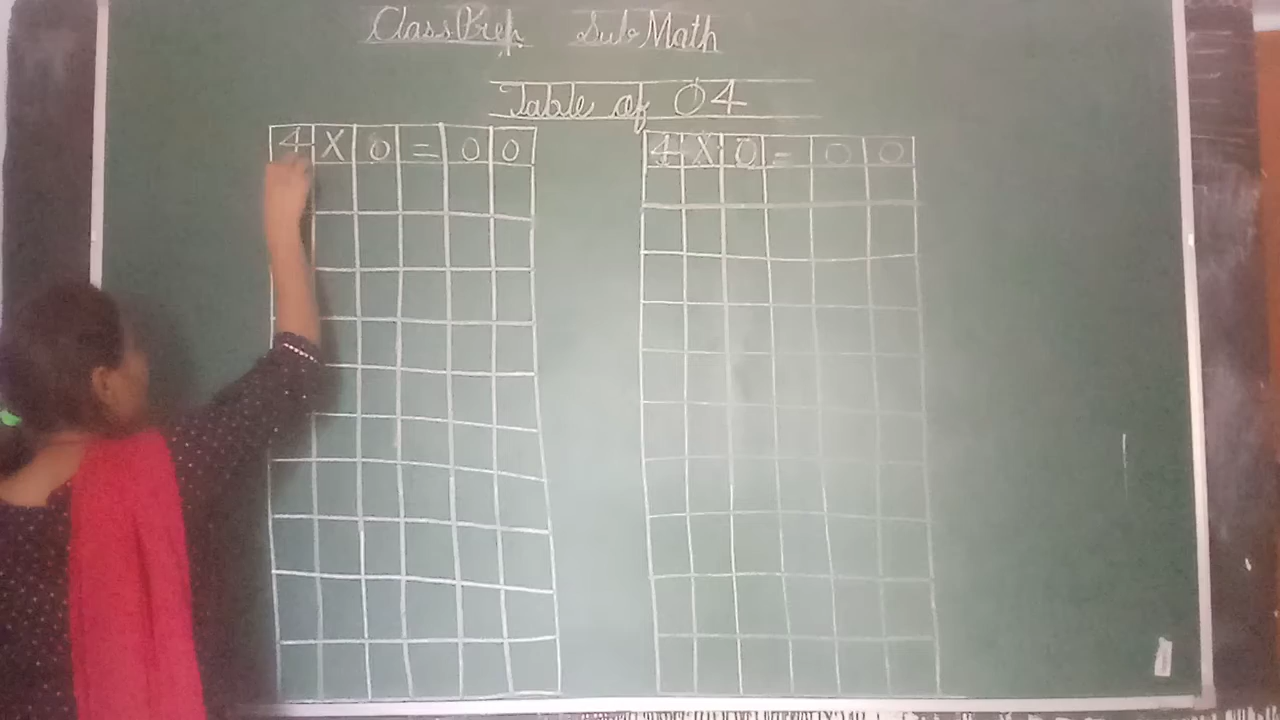 Class Prep Sub Math
Table of 04
4 X 0 = 0 0
4 X 0 = 0 0